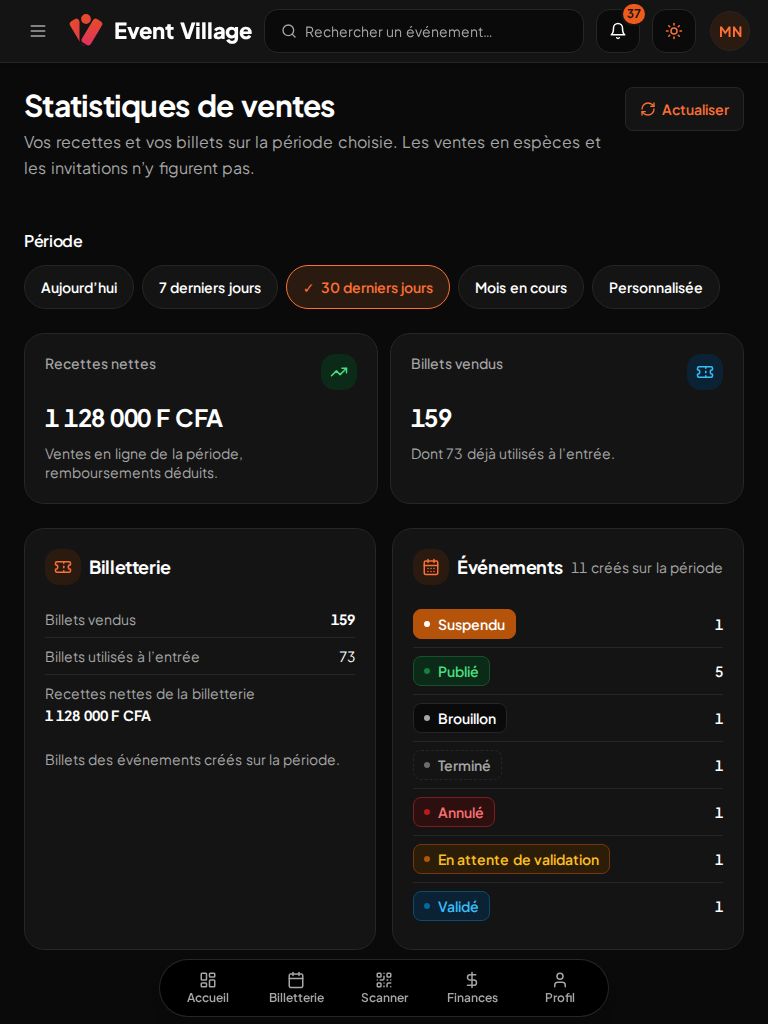 Event Village
Rechercher un événement…
37
MN
Statistiques de ventes
Actualiser
Vos recettes et vos billets sur la période choisie. Les ventes en espèces et
les invitations n'y figurent pas.
Période
Aujourd'hui
7 derniers jours
✓ 30 derniers jours
Mois en cours
Personnalisée
Recettes nettes
1 128 000 F CFA
Ventes en ligne de la période,
remboursements déduits.
Billets vendus
159
Dont 73 déjà utilisés à l'entrée.
Billetterie
Billets vendus 159
Billets utilisés à l'entrée 73
Recettes nettes de la billetterie
1 128 000 F CFA
Billets des événements créés sur la période.
Événements 11 créés sur la période
Suspendu 1
Publié 5
Brouillon 1
Terminé 1
Annulé 1
En attente de validation 1
Validé 1
Accueil
Billetterie
Scanner
Finances
Profil